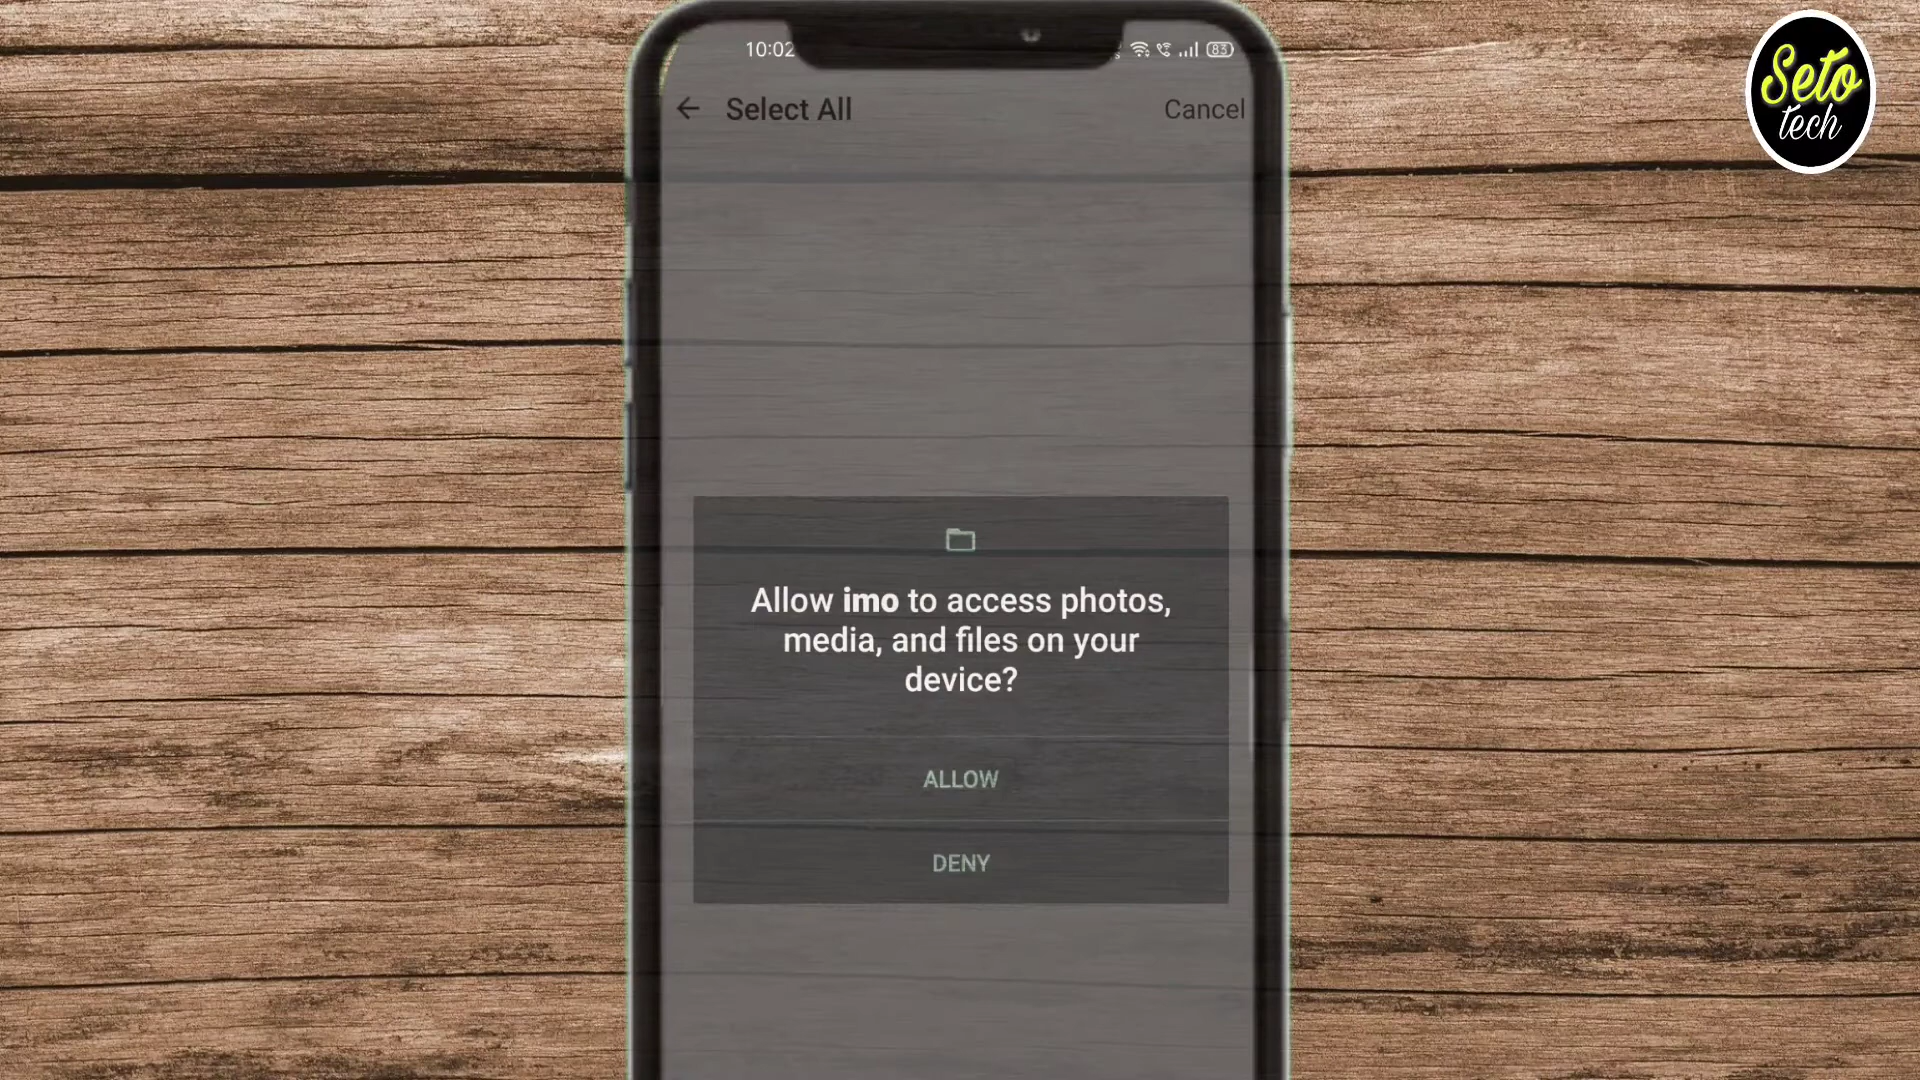 10:02
83
Select All
Cancel
Seto
tech
Allow imo to access photos,
media, and files on your
device?
ALLOW
DENY